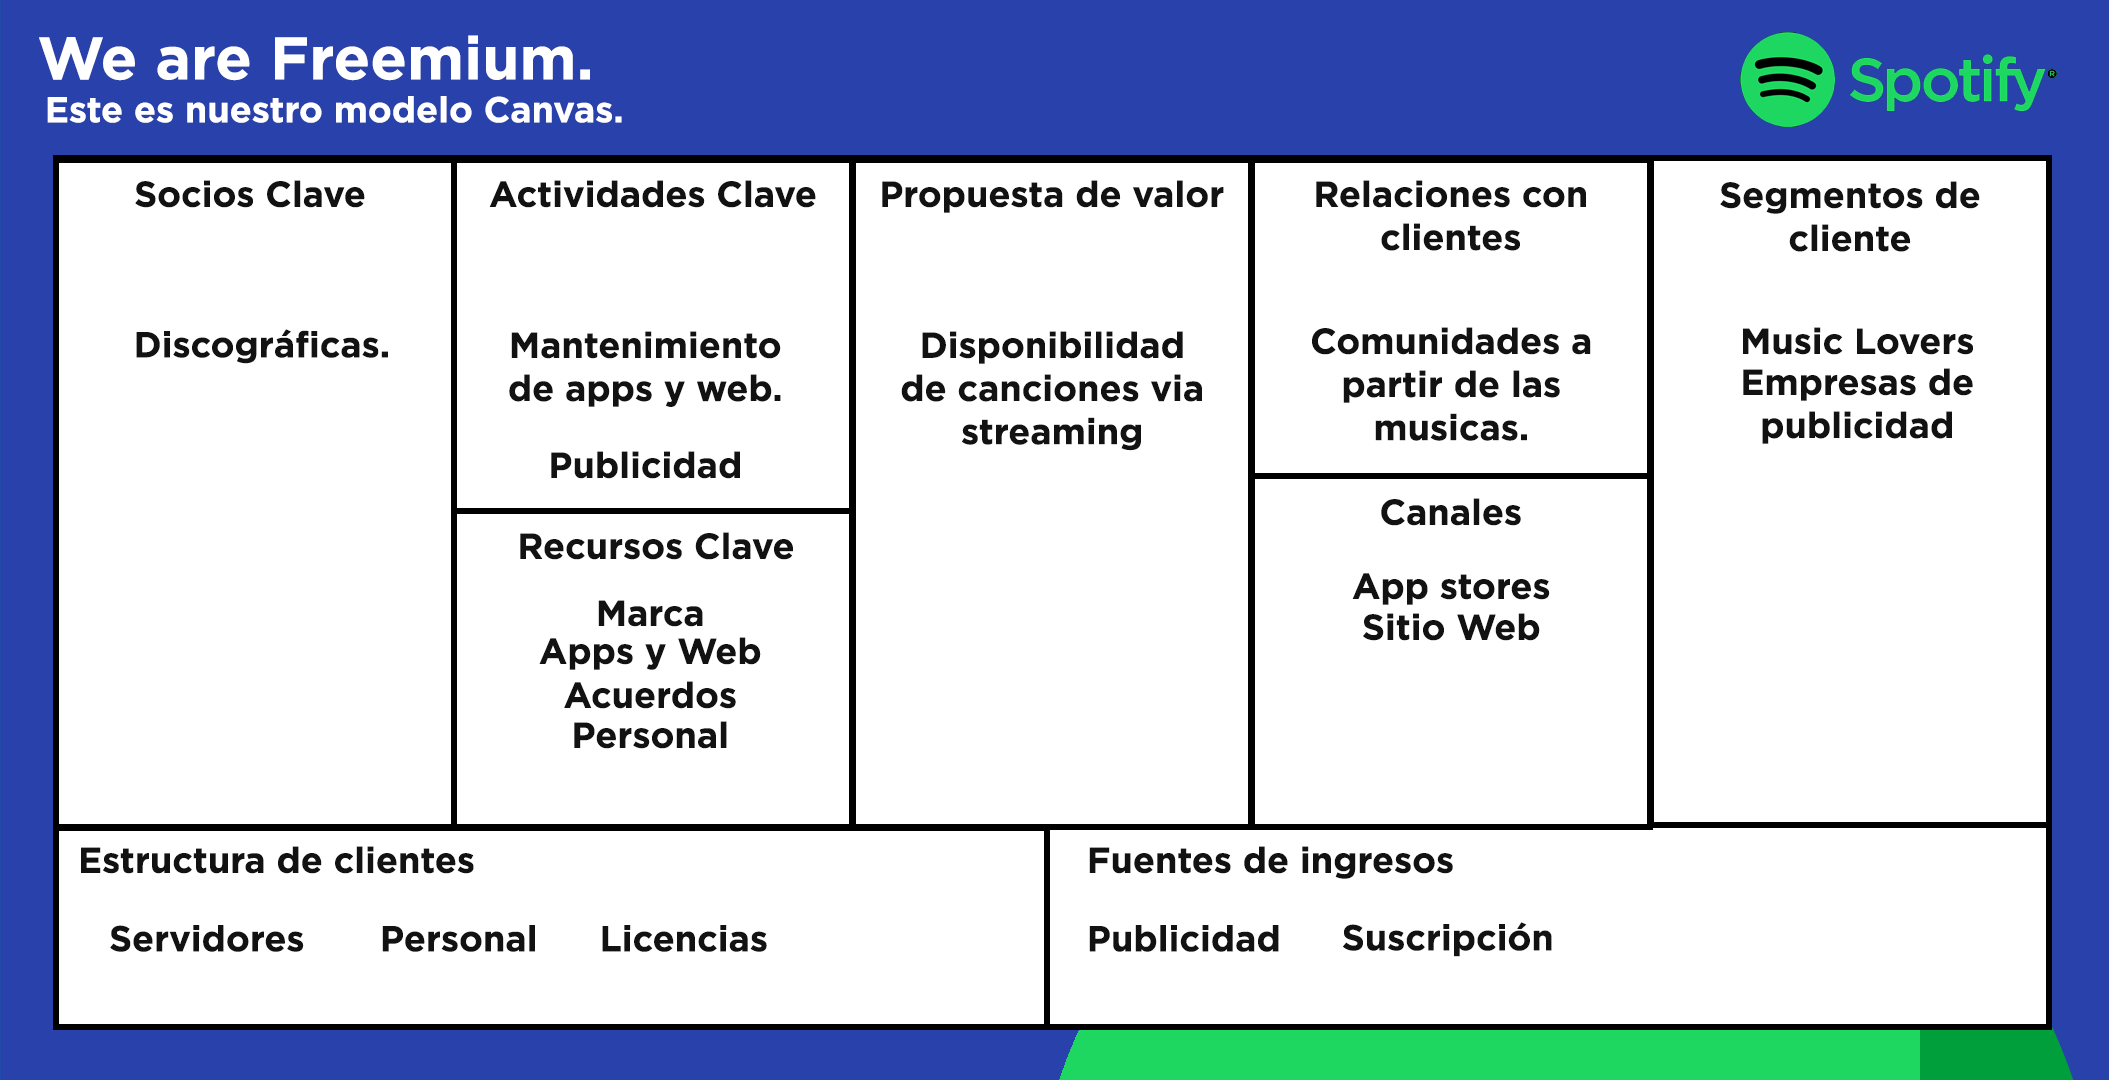 We are Freemium.
Este es nuestro modelo Canvas.
Spotify®
Socios Clave
Discográficas.
Actividades Clave
Mantenimiento
de apps y web.
Publicidad
Recursos Clave
Marca
Apps y Web
Acuerdos
Personal
Propuesta de valor
Disponibilidad
de canciones via
streaming
Relaciones con
clientes
Comunidades a
partir de las
musicas.
Canales
App stores
Sitio Web
Segmentos de
cliente
Music Lovers
Empresas de
publicidad
Estructura de clientes
Servidores Personal Licencias
Fuentes de ingresos
Publicidad Suscripción